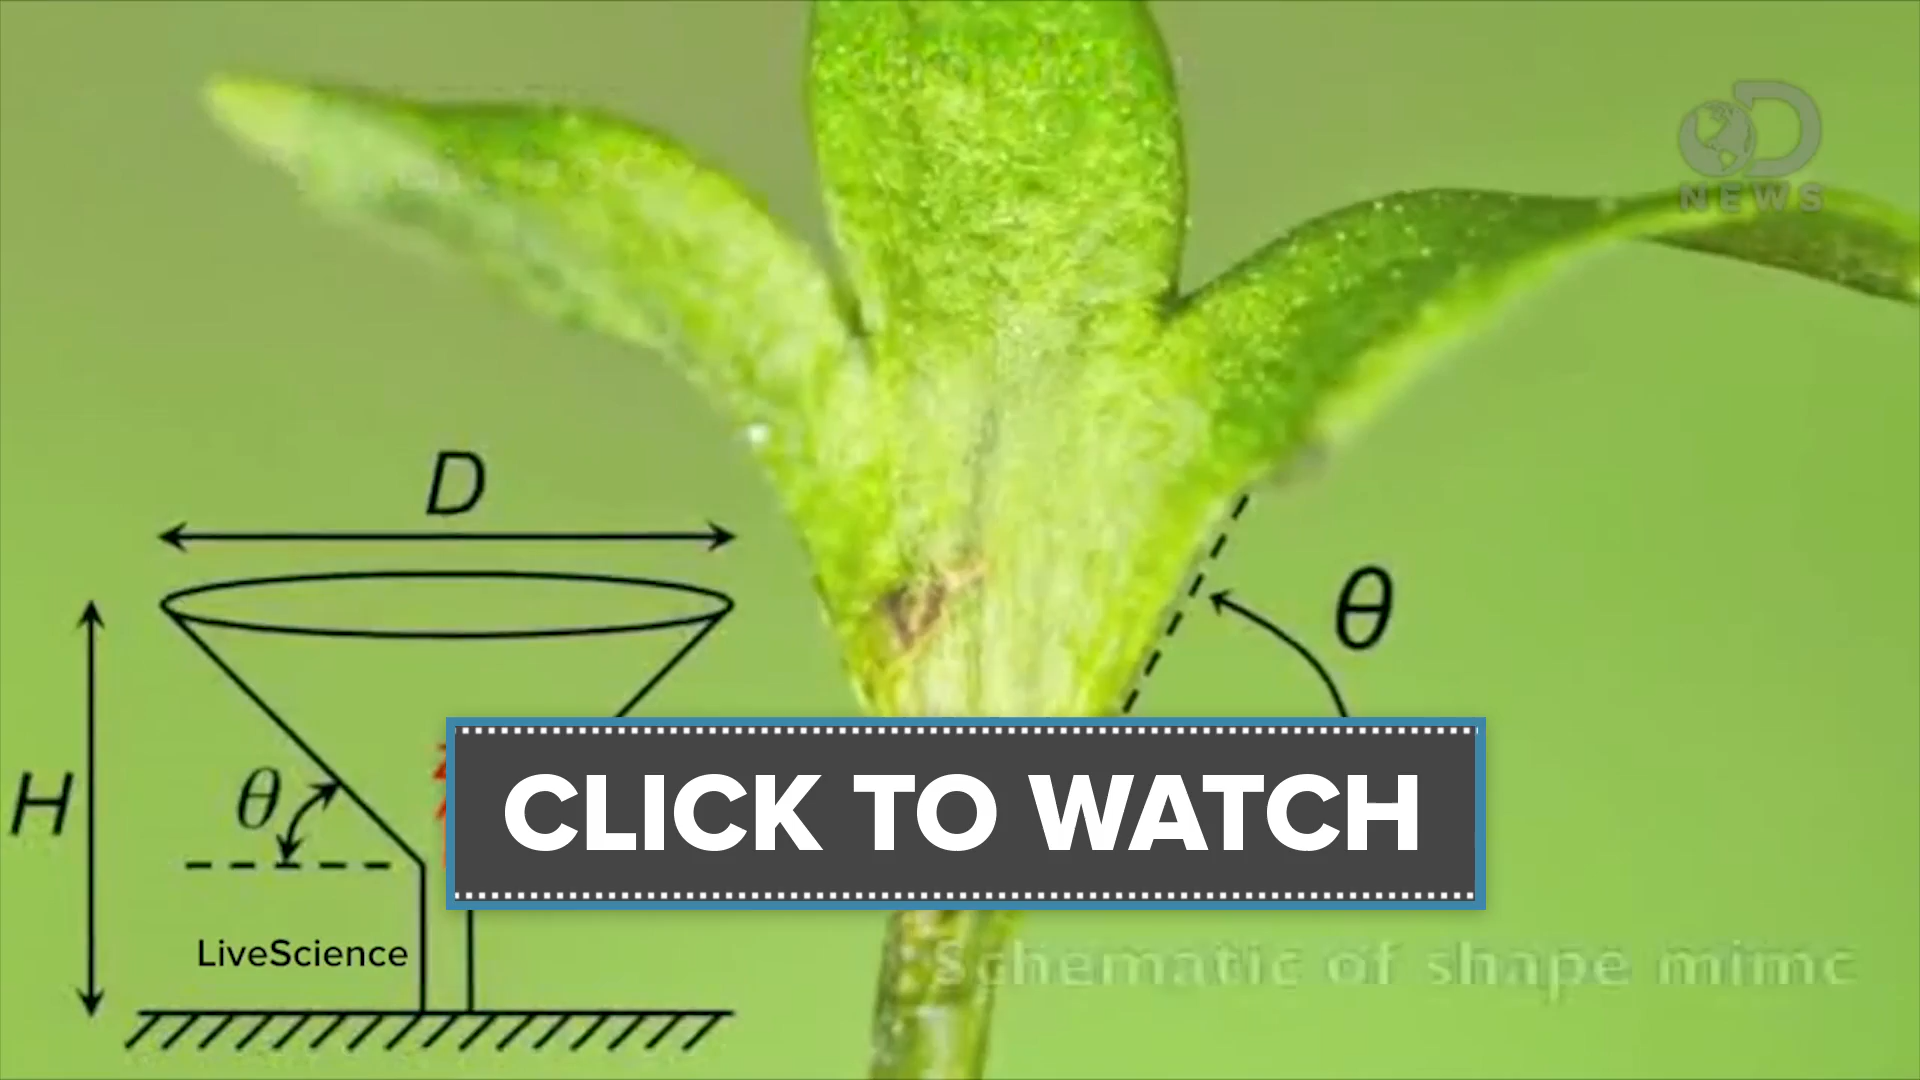 NEWS
D
θ
H
θ
CLICK TO WATCH
LiveScience
Schematic of shape mimc